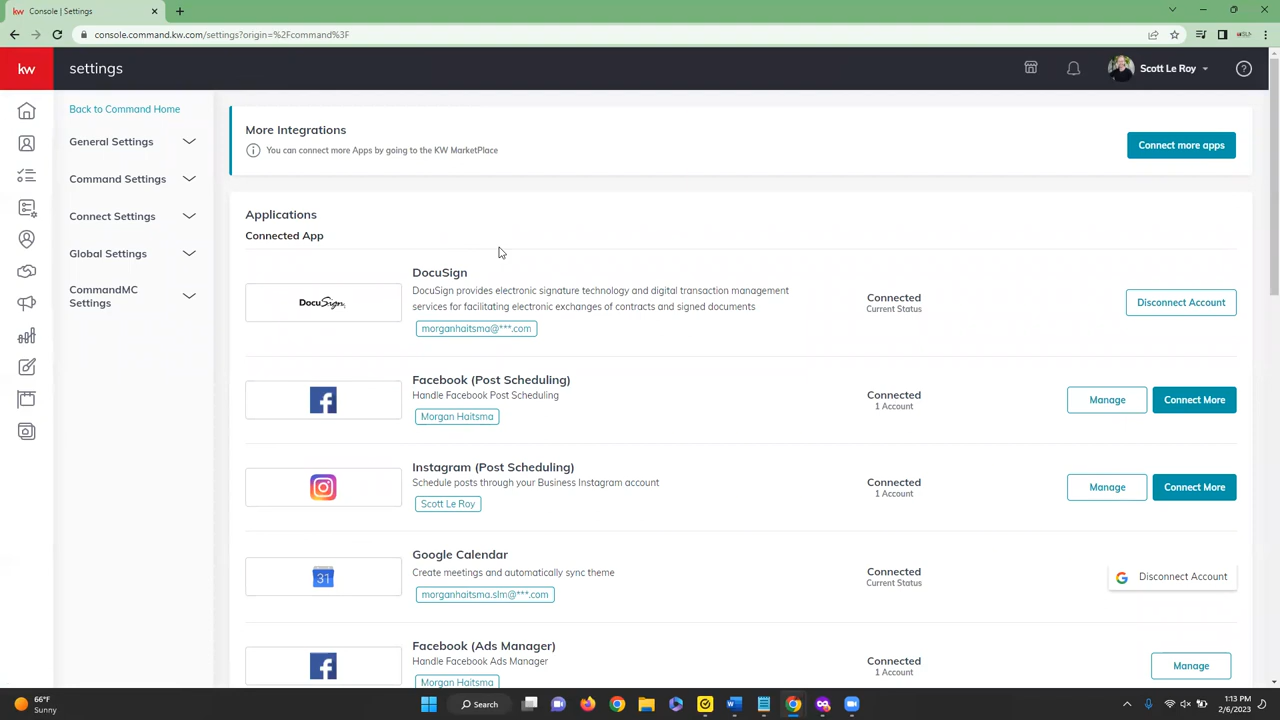 Console | Settings
console.command.kw.com/settings?origin=%2Fcommand%3F
kw
settings
Scott Le Roy
Back to Command Home
General Settings
Command Settings
Connect Settings
Global Settings
CommandMC
Settings
More Integrations
You can connect more Apps by going to the KW MarketPlace
Connect more apps
Applications
Connected App
DocuSign
DocuSign
DocuSign provides electronic signature technology and digital transaction management
services for facilitating electronic exchanges of contracts and signed documents
morganhaitsma@***.com
Connected
Current Status
Disconnect Account
Facebook (Post Scheduling)
Handle Facebook Post Scheduling
Morgan Haitsma
Connected
1 Account
Manage
Connect More
Instagram (Post Scheduling)
Schedule posts through your Business Instagram account
Scott Le Roy
Connected
1 Account
Manage
Connect More
31
Google Calendar
Create meetings and automatically sync theme
morganhaitsma.slm@***.com
Connected
Current Status
Disconnect Account
Facebook (Ads Manager)
Handle Facebook Ads Manager
Morgan Haitsma
Connected
1 Account
Manage
66°F
Sunny
Search
1:13 PM
2/6/2023